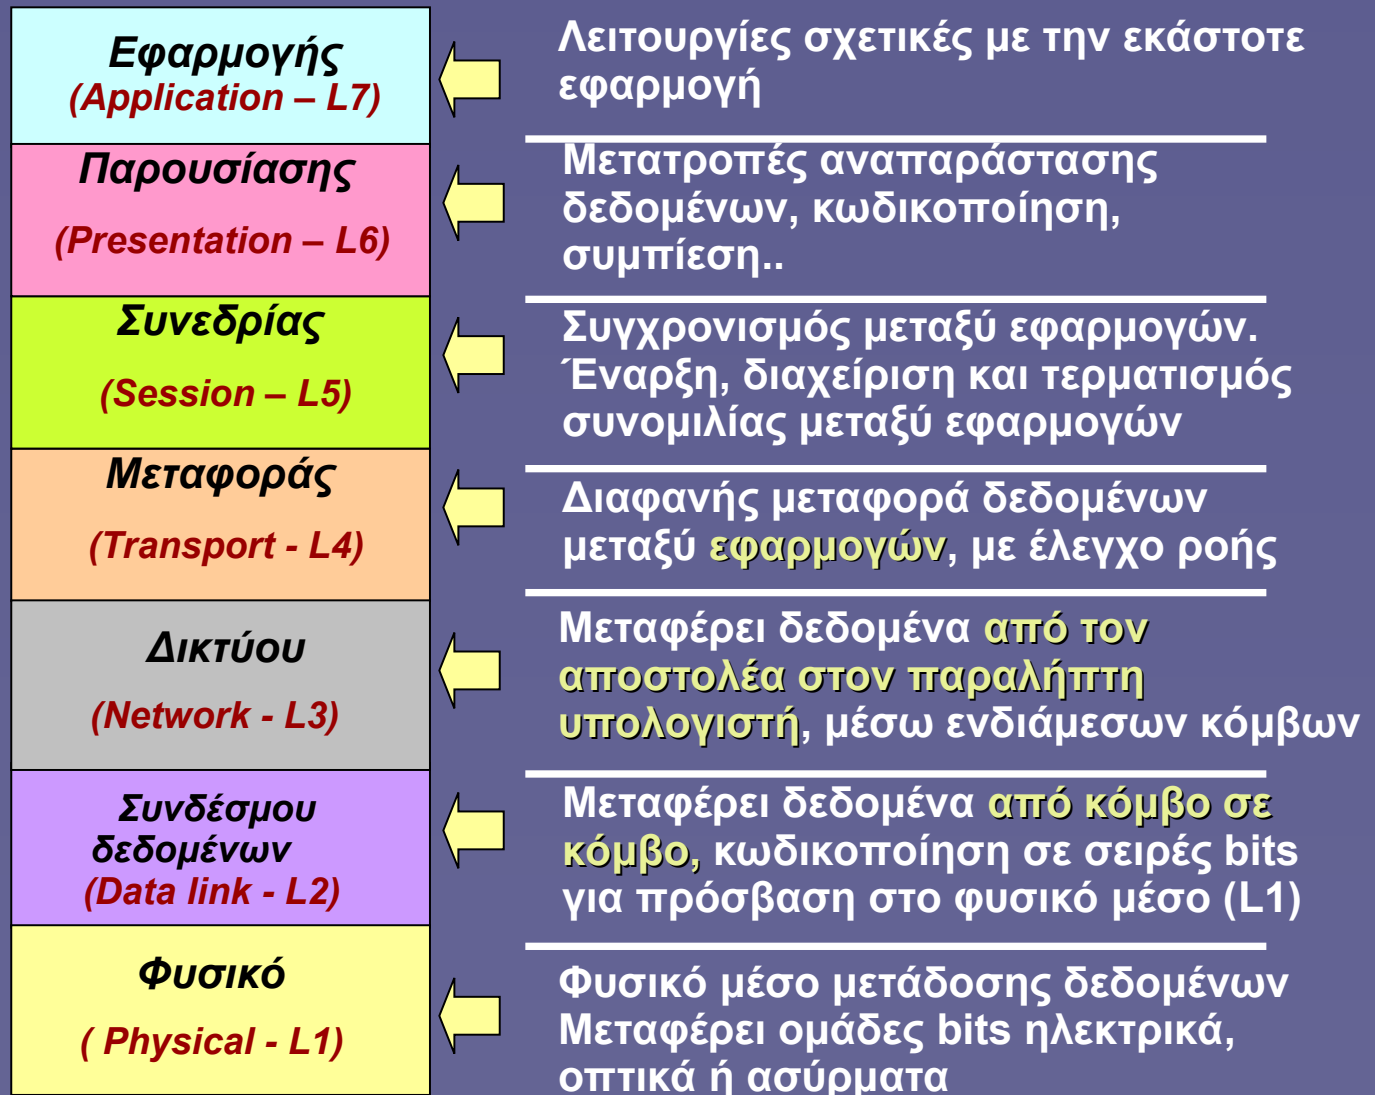 Εφαρμογής
(Application – L7)
Λειτουργίες σχετικές με την εκάστοτε
εφαρμογή
Παρουσίασης
(Presentation – L6)
Μετατροπές αναπαράστασης
δεδομένων, κωδικοποίηση,
συμπίεση..
Συνεδρίας
(Session – L5)
Συγχρονισμός μεταξύ εφαρμογών.
Έναρξη, διαχείριση και τερματισμός
συνομιλίας μεταξύ εφαρμογών
Μεταφοράς
(Transport - L4)
Διαφανής μεταφορά δεδομένων
μεταξύ εφαρμογών, με έλεγχο ροής
Δικτύου
(Network - L3)
Μεταφέρει δεδομένα από τον
αποστολέα στον παραλήπτη
υπολογιστή, μέσω ενδιάμεσων κόμβων
Συνδέσμου
δεδομένων
(Data link - L2)
Μεταφέρει δεδομένα από κόμβο σε
κόμβο, κωδικοποίηση σε σειρές bits
για πρόσβαση στο φυσικό μέσο (L1)
Φυσικό
( Physical - L1)
Φυσικό μέσο μετάδοσης δεδομένων
Μεταφέρει ομάδες bits ηλεκτρικά,
οπτικά ή ασύρματα